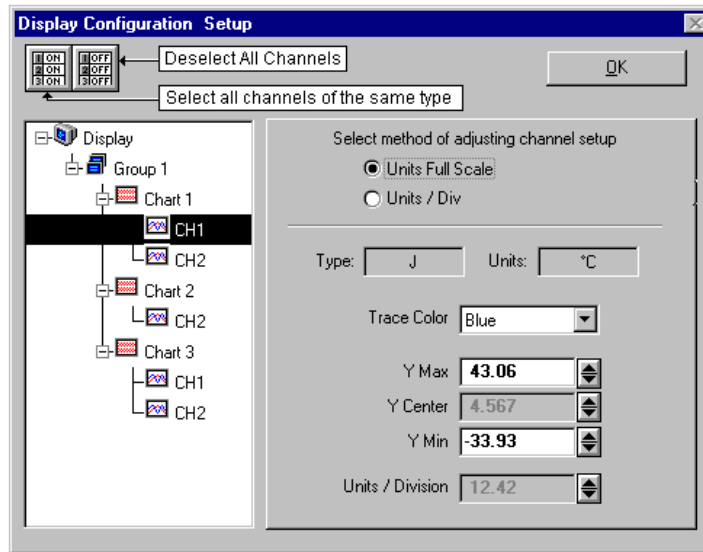 Display Configuration Setup
1 ON
2 ON
3 ON
1 OFF
2 OFF
3 OFF
Deselect All Channels
Select all channels of the same type
OK
Display
Group 1
Chart 1
CH1
CH2
Chart 2
CH2
Chart 3
CH1
CH2
Select method of adjusting channel setup
Units Full Scale
Units / Div
Type: J Units: °C
Trace Color Blue
Y Max 43.06
Y Center 4.567
Y Min -33.93
Units / Division 12.42